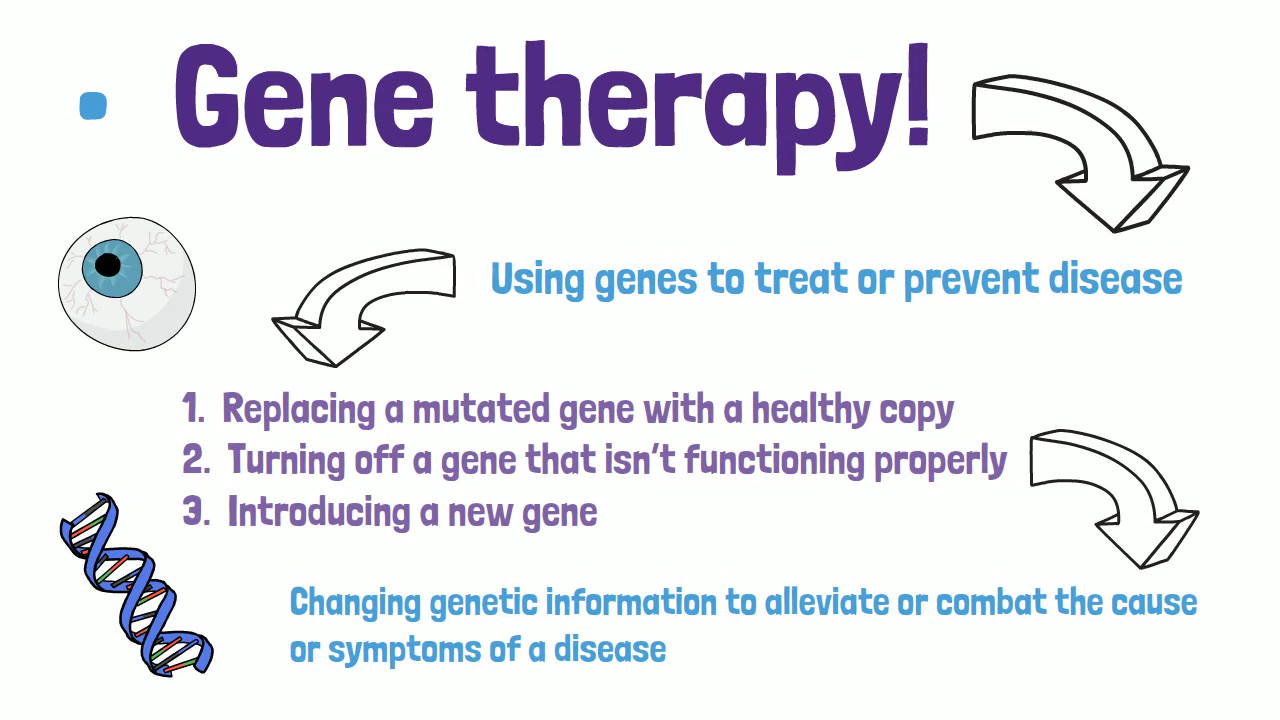 Gene therapy!
Using genes to treat or prevent disease
1. Replacing a mutated gene with a healthy copy
2. Turning off a gene that isn't functioning properly
3. Introducing a new gene
Changing genetic information to alleviate or combat the cause
or symptoms of a disease